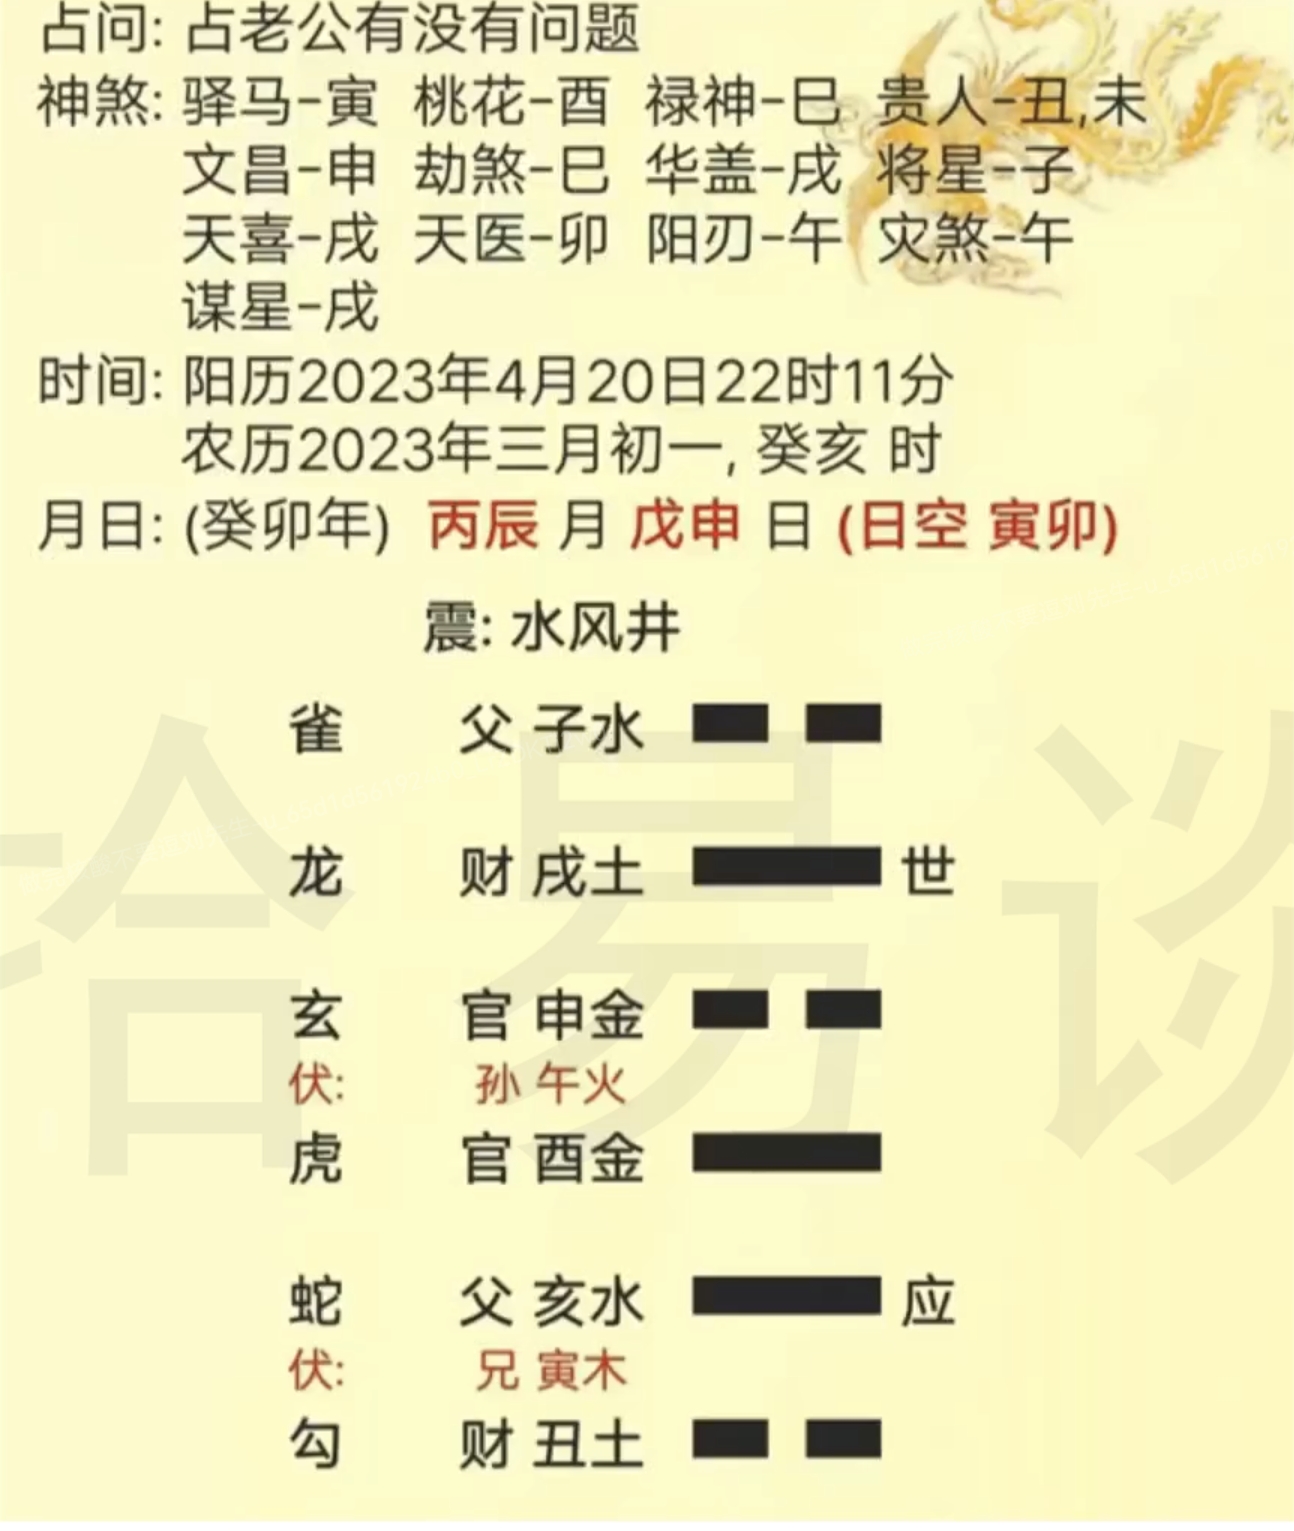 占问: 占老公有没有问题
神煞: 驿马-寅 桃花-酉 禄神-巳 贵人-丑,未
文昌-申 劫煞-巳 华盖-戌 将星-子
天喜-戌 天医-卯 阳刃-午 灾煞-午
谋星-戌
时间: 阳历2023年4月20日22时11分
农历2023年三月初一, 癸亥 时
月日: (癸卯年) 丙辰 月 戊申 日 (日空 寅卯)
震: 水风井
雀 父 子水
龙 财 戌土 世
玄 官 申金
伏: 孙 午火
虎 官 酉金
蛇 父 亥水 应
伏: 兄 寅木
勾 财 丑土
拾易谈